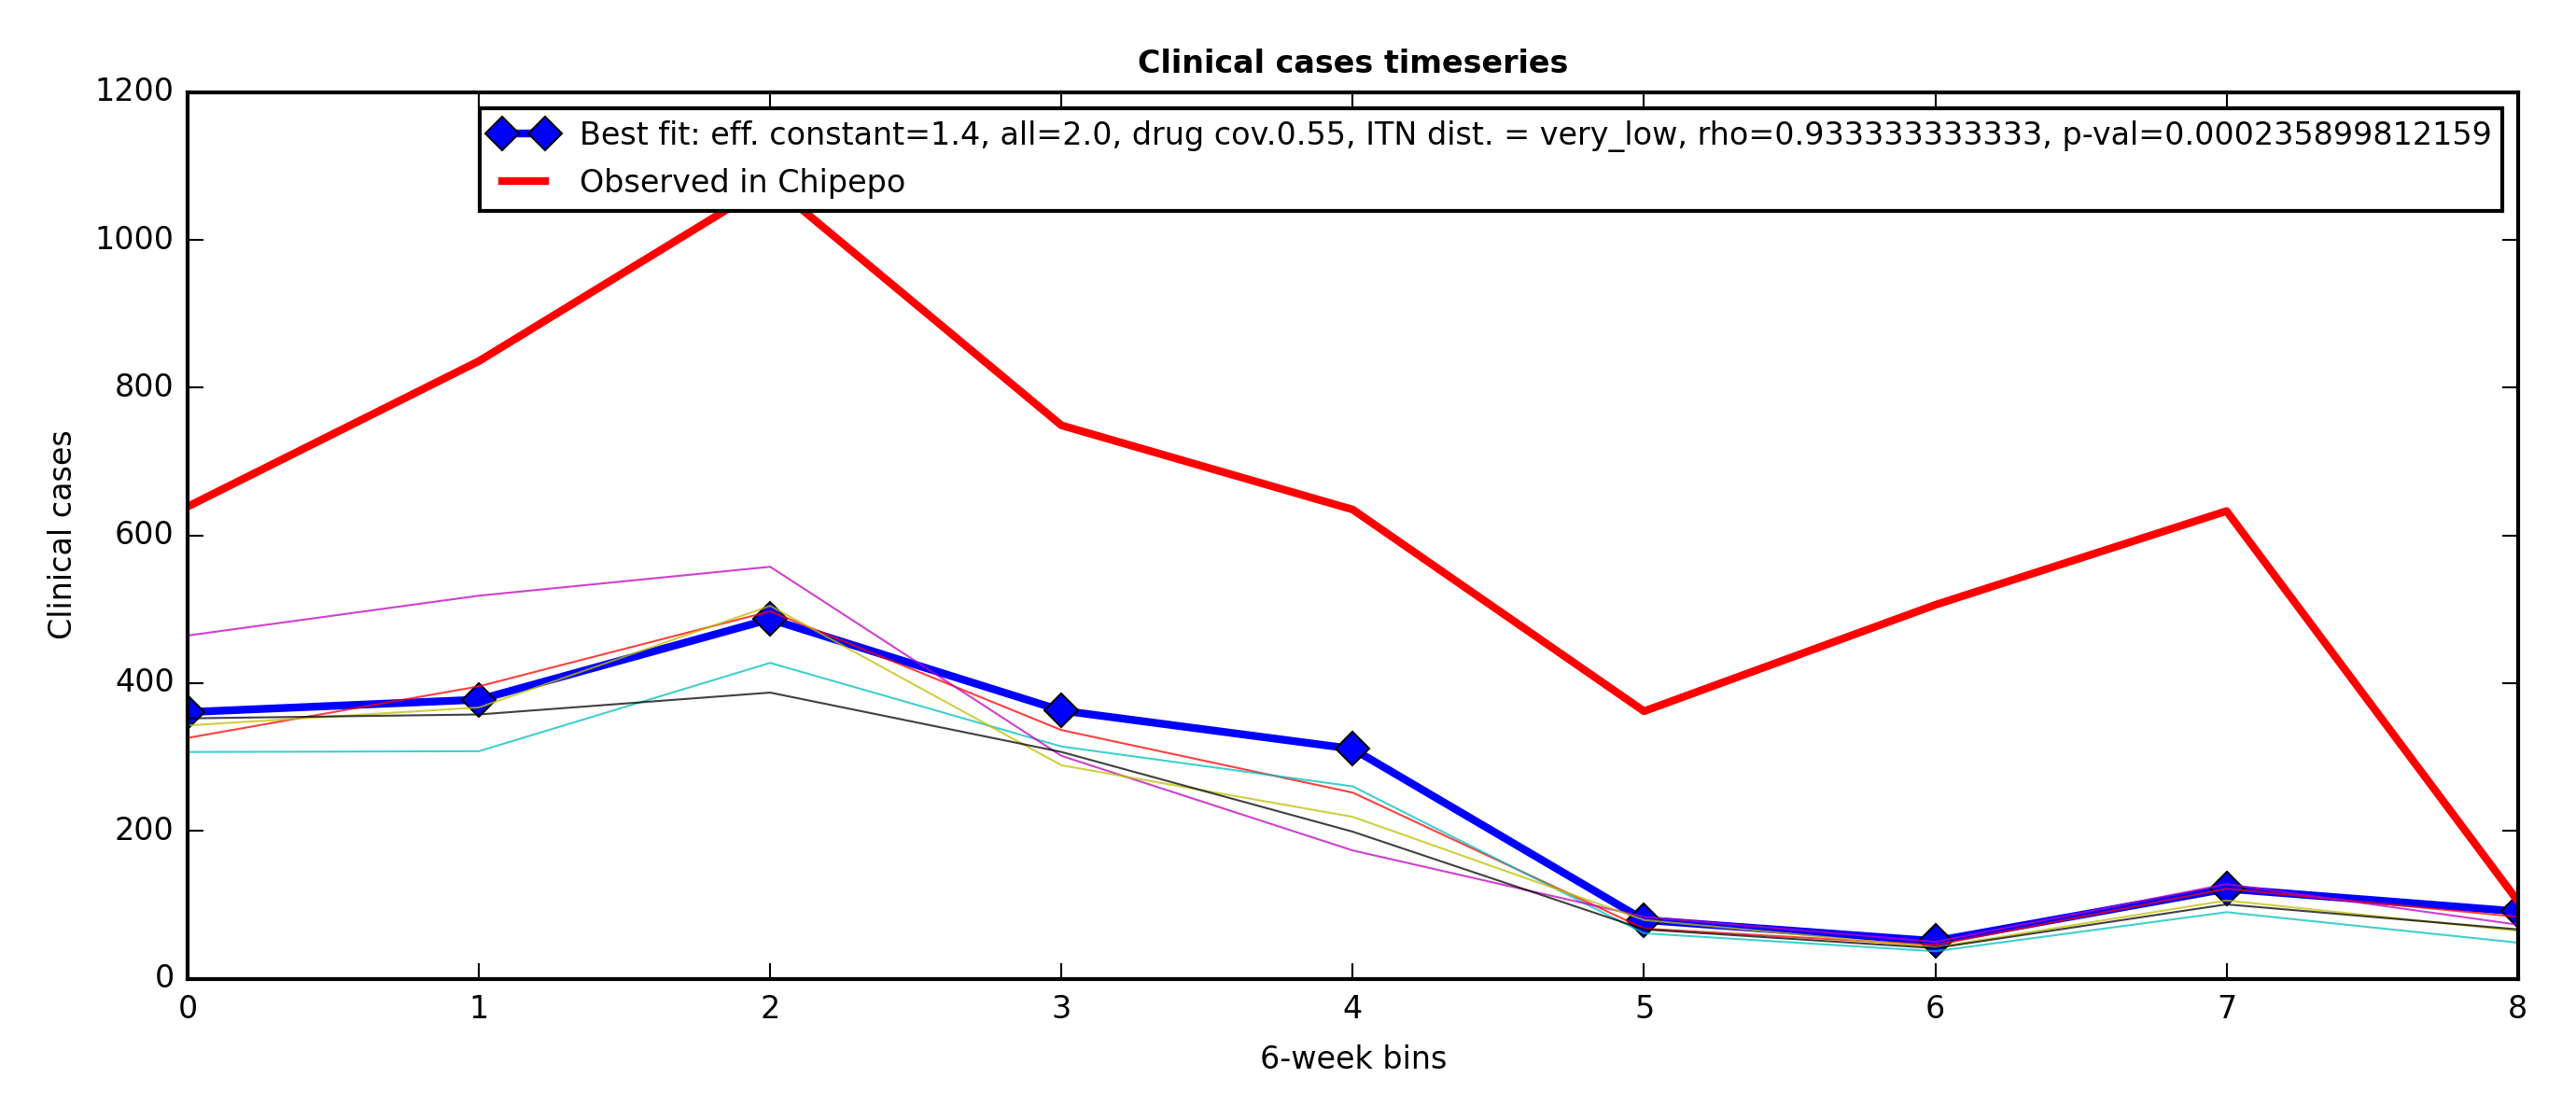 Clinical cases timeseries
1200
1000
800
600
400
200
0
Clinical cases
Best fit: eff. constant=1.4, all=2.0, drug cov.0.55, ITN dist. = very_low, rho=0.933333333333, p-val=0.000235899812159
Observed in Chipepo
0 1 2 3 4 5 6 7 8
6-week bins